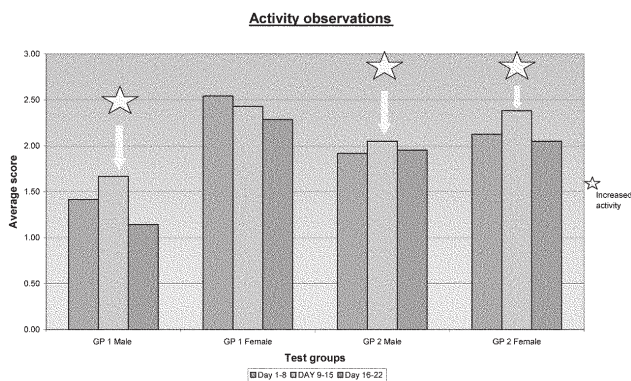 Activity observations
3.00
2.50
2.00
1.50
1.00
0.50
0.00
Average score
GP 1 Male
GP 1 Female
GP 2 Male
GP 2 Female
Test groups
Day 1-8
DAY 9-15
Day 16-22
Increased
activity